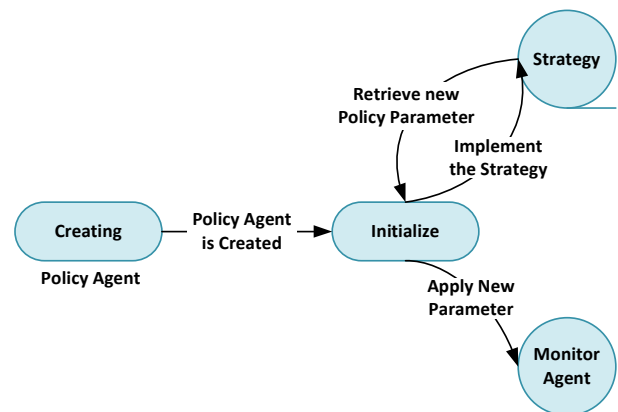 Strategy
Retrieve new
Policy Parameter
Implement
the Strategy
Creating
Policy Agent
is Created
Initialize
Policy Agent
Apply New
Parameter
Monitor
Agent